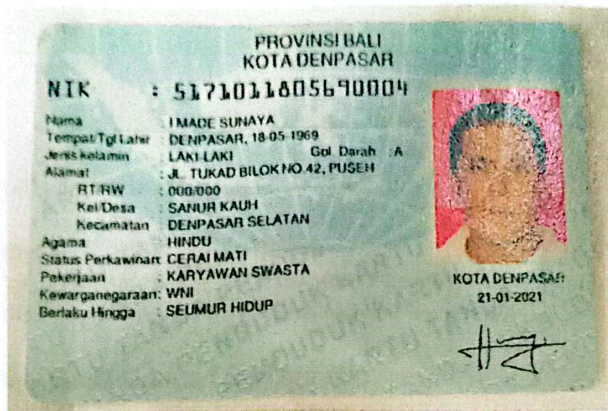 PROVINSI BALI
KOTA DENPASAR
NIK : 5171011805690004
Nama : I MADE SUNAYA
Tempat/Tgl Lahir : DENPASAR, 18-05-1969
Jenis kelamin : LAKI-LAKI Gol. Darah : A
Alamat : JL. TUKAD BILOK NO.42, PUSEH
RT/RW : 000/000
Kel/Desa : SANUR KAUH
Kecamatan : DENPASAR SELATAN
Agama : HINDU
Status Perkawinan: CERAI MATI
Pekerjaan : KARYAWAN SWASTA
Kewarganegaraan: WNI
Berlaku Hingga : SEUMUR HIDUP
KOTA DENPASAR
21-01-2021